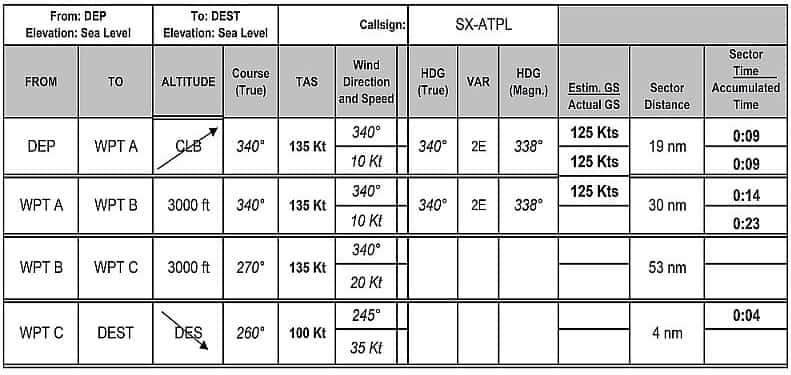 From: DEP
Elevation: Sea Level
To: DEST
Elevation: Sea Level
Callsign:
SX-ATPL
FROM
TO
ALTITUDE
Course
(True)
TAS
Wind
Direction
and Speed
HDG
(True)
VAR
HDG
(Magn.)
Estim. GS
Actual GS
Sector
Distance
Sector
Time
Accumulated
Time
DEP
WPT A
CLB
340°
135 Kt
340°
10 Kt
340°
2E
338°
125 Kts
125 Kts
19 nm
0:09
0:09
WPT A
WPT B
3000 ft
340°
135 Kt
340°
10 Kt
340°
2E
338°
125 Kts
30 nm
0:14
0:23
WPT B
WPT C
3000 ft
270°
135 Kt
340°
20 Kt
53 nm
WPT C
DEST
DES
260°
100 Kt
245°
35 Kt
4 nm
0:04